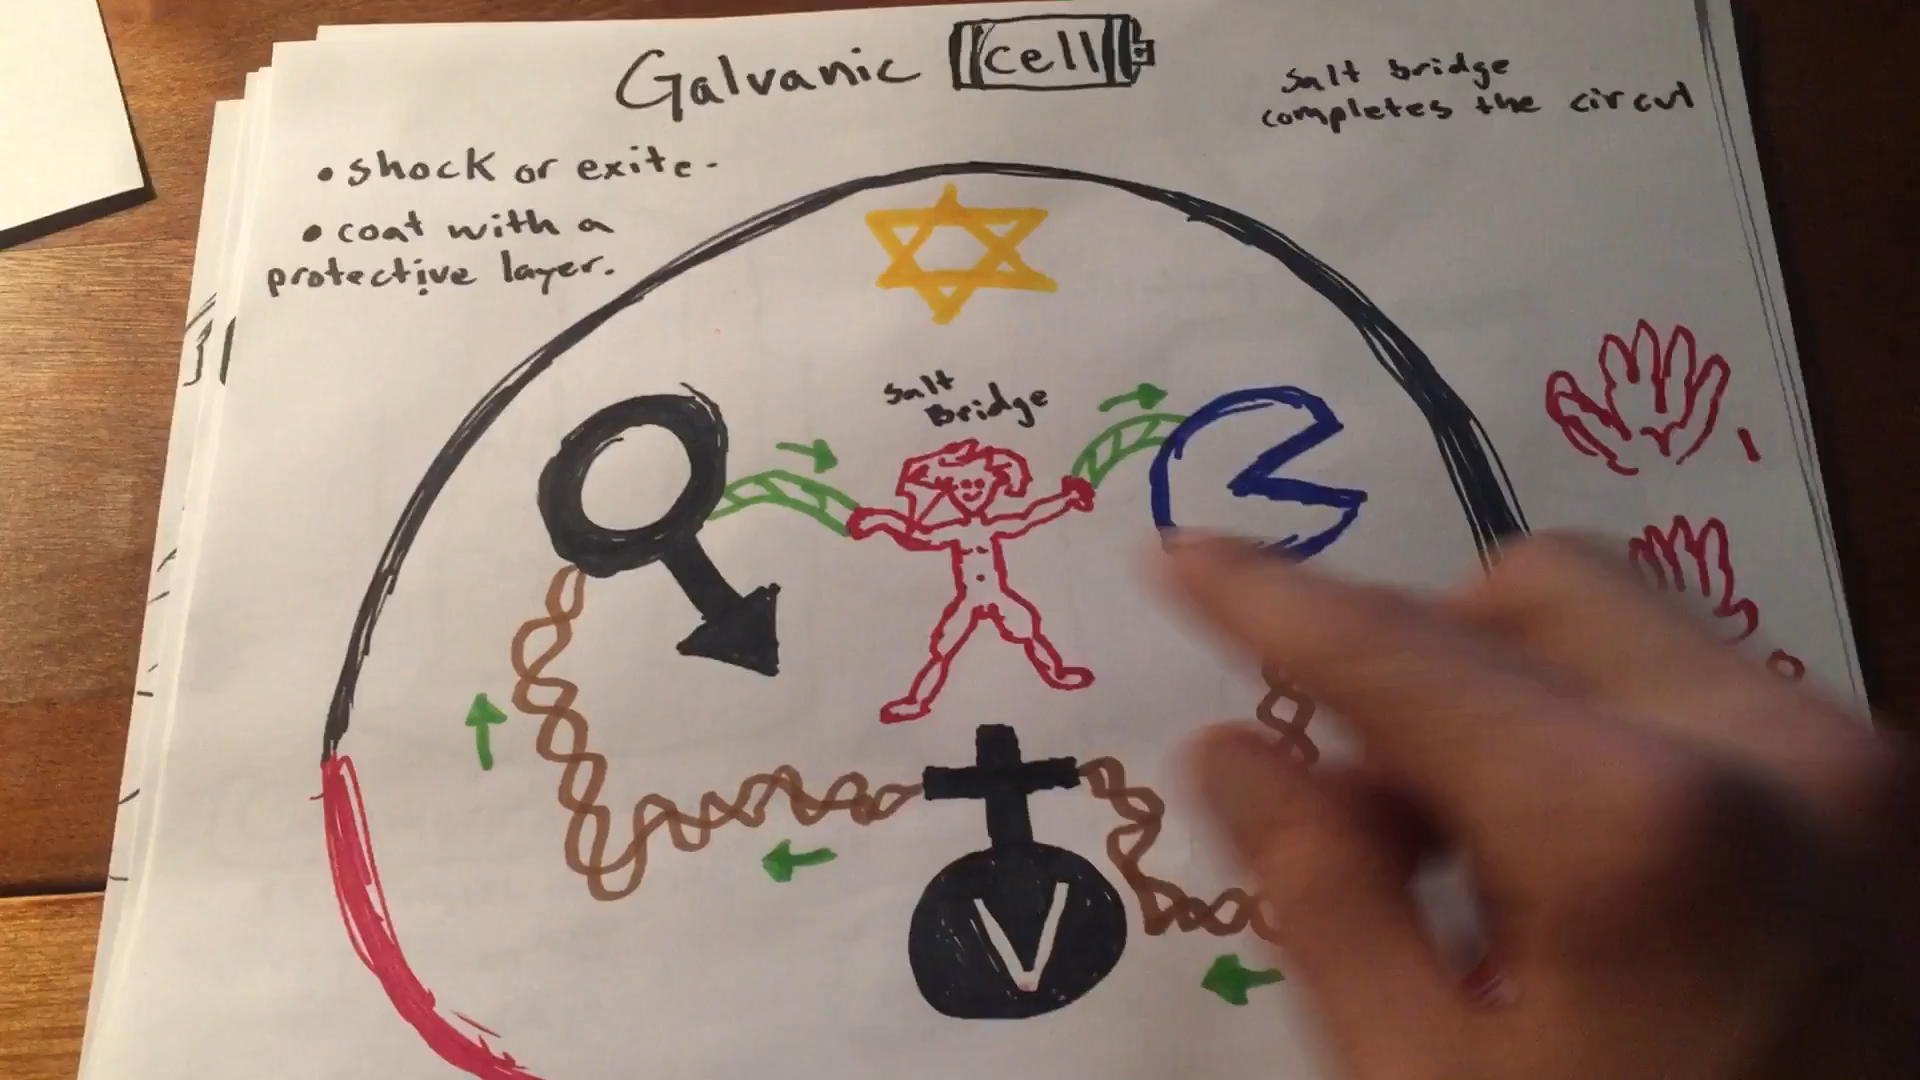 Galvanic cell
salt bridge
completes the circut
• shock or exite.
• coat with a
protective layer.
Salt
Bridge
V